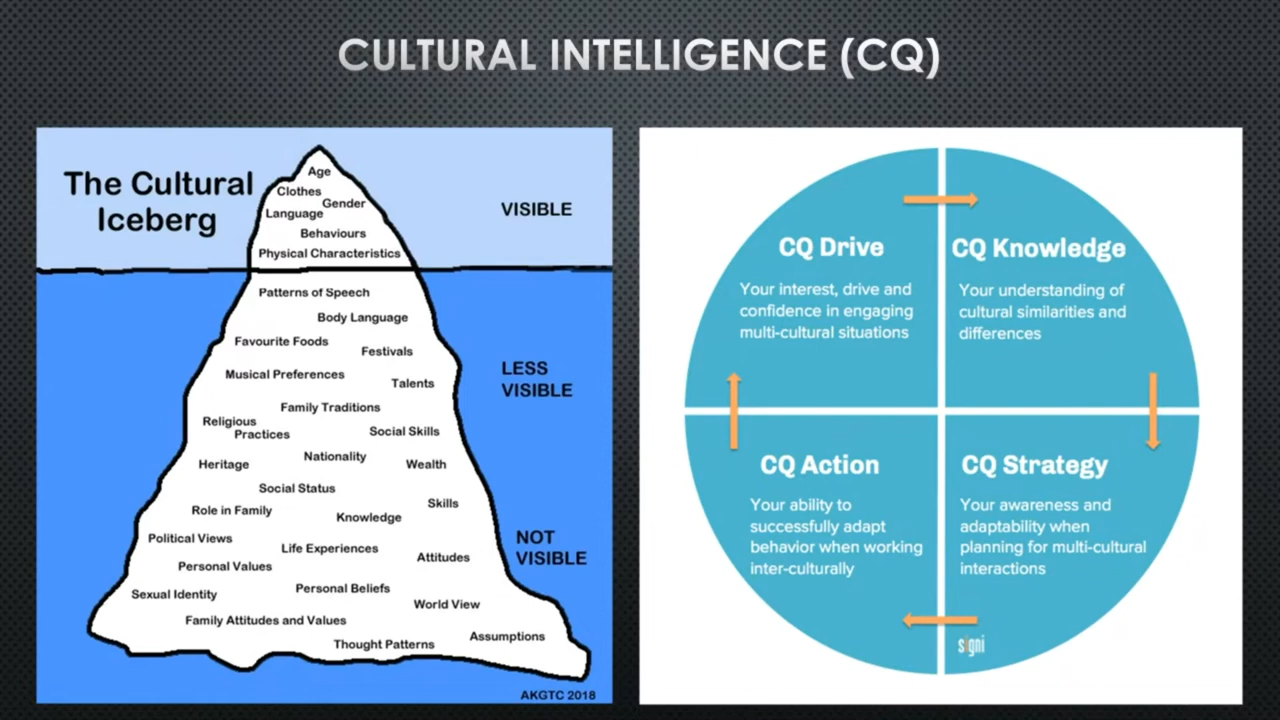 CULTURAL INTELLIGENCE (CQ)
The Cultural
Iceberg
Age
Clothes
Gender
Language
Behaviours
Physical Characteristics
VISIBLE
Patterns of Speech
Body Language
Favourite Foods
Festivals
Musical Preferences
Talents
LESS
VISIBLE
Family Traditions
Religious
Practices
Social Skills
Nationality
Heritage
Wealth
Social Status
Skills
Role in Family
Knowledge
Political Views
Life Experiences
Attitudes
NOT
VISIBLE
Personal Values
Personal Beliefs
Sexual Identity
World View
Family Attitudes and Values
Assumptions
Thought Patterns
AKGTC 2018
CQ Drive
Your interest, drive and
confidence in engaging
multi-cultural situations
CQ Knowledge
Your understanding of
cultural similarities and
differences
CQ Action
Your ability to
successfully adapt
behavior when working
inter-culturally
CQ Strategy
Your awareness and
adaptability when
planning for multi-cultural
interactions
signi